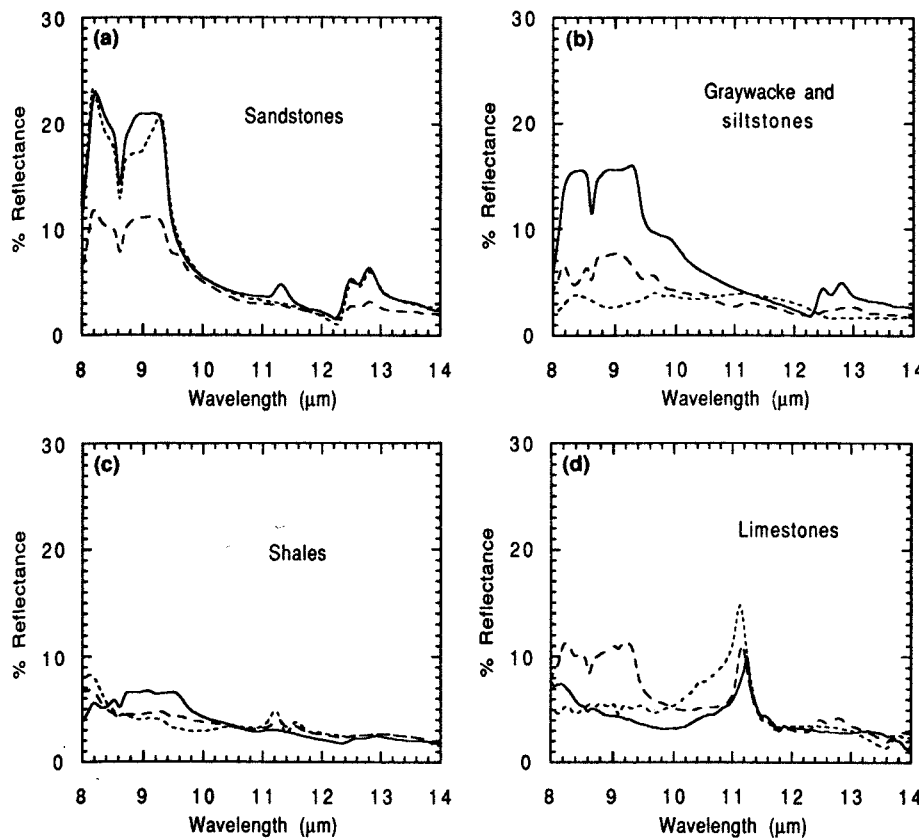 30
(a)
Sandstones
20
10
0
% Reflectance
8 9 10 11 12 13 14
Wavelength (μm)
30
(b)
Graywacke and
siltstones
20
10
0
% Reflectance
8 9 10 11 12 13 14
Wavelength (μm)
30
(c)
Shales
20
10
0
% Reflectance
8 9 10 11 12 13 14
Wavelength (μm)
30
(d)
Limestones
20
10
0
% Reflectance
8 9 10 11 12 13 14
Wavelength (μm)